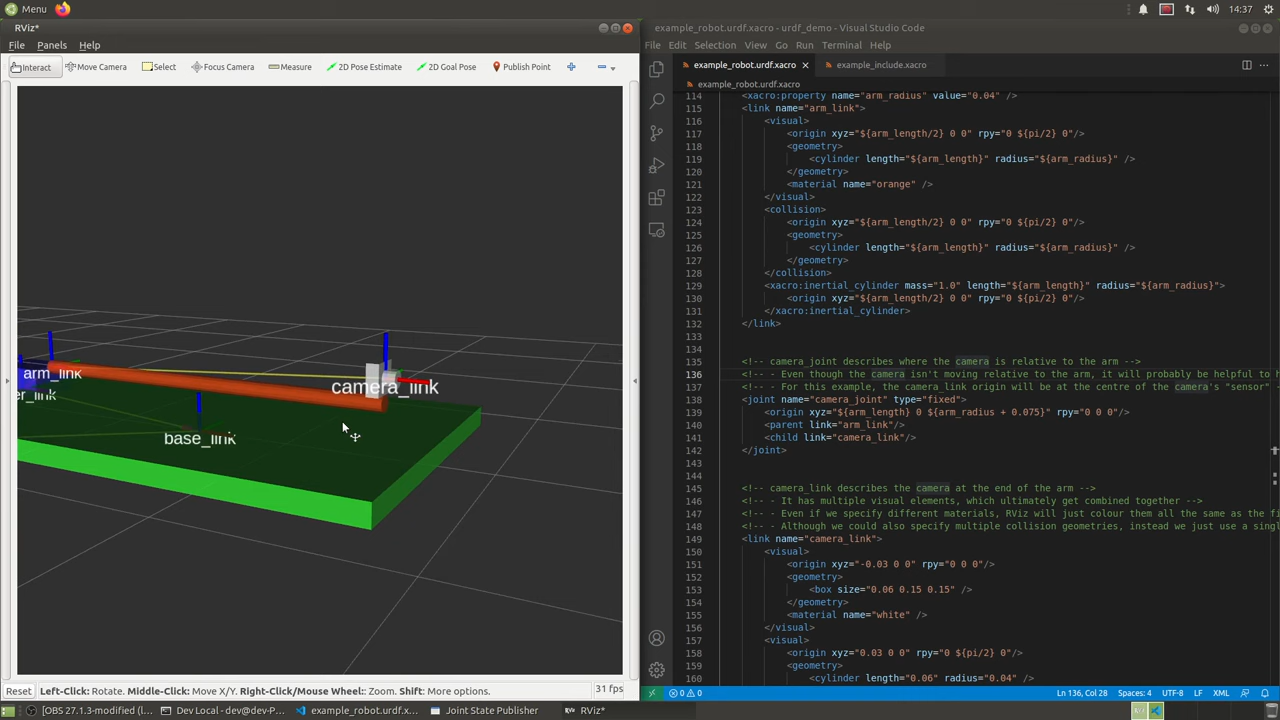 Menu
14:37
RViz*
File Panels Help
Interact Move Camera Select Focus Camera Measure 2D Pose Estimate 2D Goal Pose Publish Point
arm_link
er_link
base_link
camera_link
Reset Left-Click: Rotate. Middle-Click: Move X/Y. Right-Click/Mouse Wheel: Zoom. Shift: More options. 31 fps
example_robot.urdf.xacro - urdf_demo - Visual Studio Code
File Edit Selection View Go Run Terminal Help
example_robot.urdf.xacro example_include.xacro
example_robot.urdf.xacro
114 <xacro:property name="arm_radius" value="0.04" />
115 <link name="arm_link">
116 <visual>
117 <origin xyz="${arm_length/2} 0 0" rpy="0 ${pi/2} 0"/>
118 <geometry>
119 <cylinder length="${arm_length}" radius="${arm_radius}" />
120 </geometry>
121 <material name="orange" />
122 </visual>
123 <collision>
124 <origin xyz="${arm_length/2} 0 0" rpy="0 ${pi/2} 0"/>
125 <geometry>
126 <cylinder length="${arm_length}" radius="${arm_radius}" />
127 </geometry>
128 </collision>
129 <xacro:inertial_cylinder mass="1.0" length="${arm_length}" radius="${arm_radius}">
130 <origin xyz="${arm_length/2} 0 0" rpy="0 ${pi/2} 0"/>
131 </xacro:inertial_cylinder>
132 </link>
133
134
135 <!-- camera_joint describes where the camera is relative to the arm -->
136 <!-- - Even though the camera isn't moving relative to the arm, it will probably be helpful to h
137 <!-- - For this example, the camera_link origin will be at the centre of the camera's "sensor" -
138 <joint name="camera_joint" type="fixed">
139 <origin xyz="${arm_length} 0 ${arm_radius + 0.075}" rpy="0 0 0"/>
140 <parent link="arm_link"/>
141 <child link="camera_link"/>
142 </joint>
143
144
145 <!-- camera_link describes the camera at the end of the arm -->
146 <!-- - It has multiple visual elements, which ultimately get combined together -->
147 <!-- - Even if we specify different materials, RViz will just colour them all the same as the fi
148 <!-- - Although we could also specify multiple collision geometries, instead we just use a singl
149 <link name="camera_link">
150 <visual>
151 <origin xyz="-0.03 0 0" rpy="0 0 0"/>
152 <geometry>
153 <box size="0.06 0.15 0.15" />
154 </geometry>
155 <material name="white" />
156 </visual>
157 <visual>
158 <origin xyz="0.03 0 0" rpy="0 ${pi/2} 0"/>
159 <geometry>
160 <cylinder length="0.06" radius="0.04" />
0 0 Ln 136, Col 28 Spaces: 4 UTF-8 LF XML
[OBS 27.1.3-modified (l... Dev Local - dev@dev-P... example_robot.urdf.x... Joint State Publisher RViz*